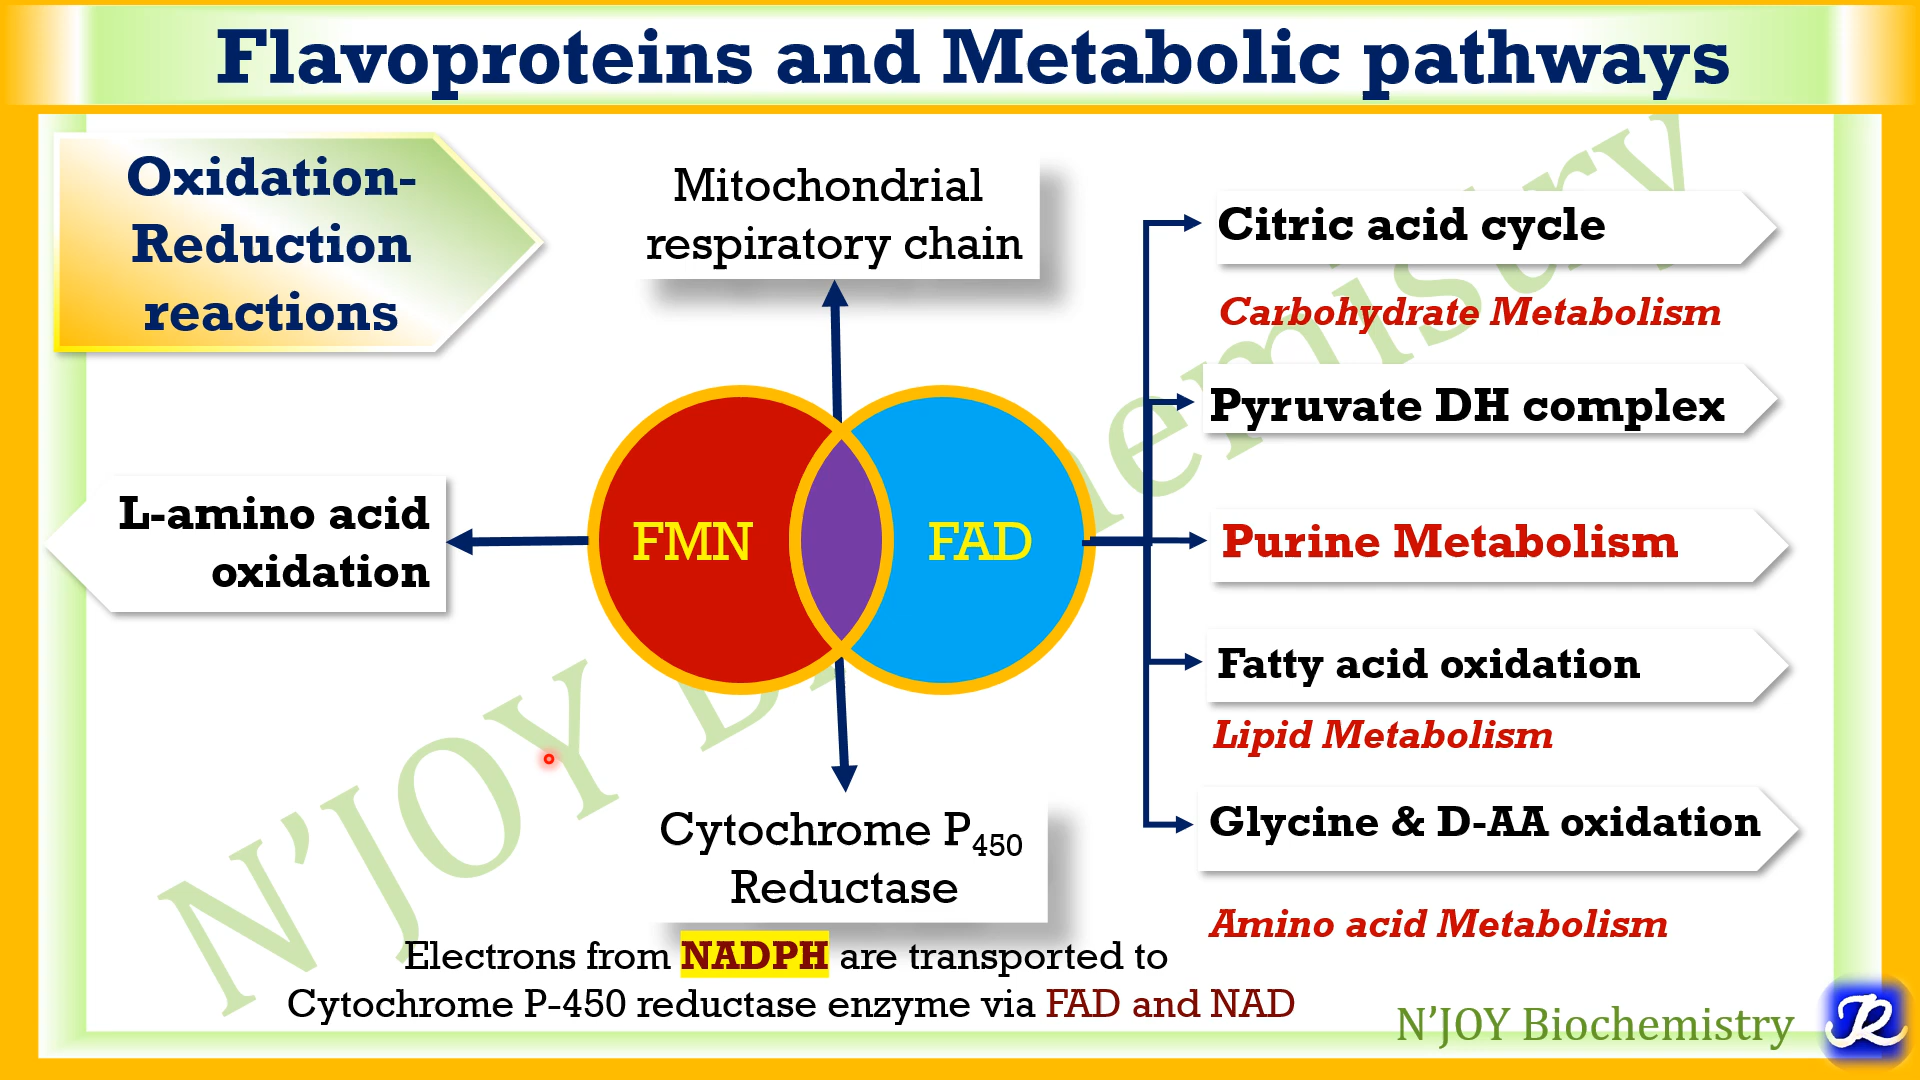 Flavoproteins and Metabolic pathways
Oxidation-
Reduction
reactions
Mitochondrial
respiratory chain
L-amino acid
oxidation
FMN
FAD
Cytochrome P450
Reductase
Electrons from NADPH are transported to
Cytochrome P-450 reductase enzyme via FAD and NAD
Citric acid cycle
Carbohydrate Metabolism
Pyruvate DH complex
Purine Metabolism
Fatty acid oxidation
Lipid Metabolism
Glycine & D-AA oxidation
Amino acid Metabolism
N'JOY Biochemistry
N’JOY Biochemistry